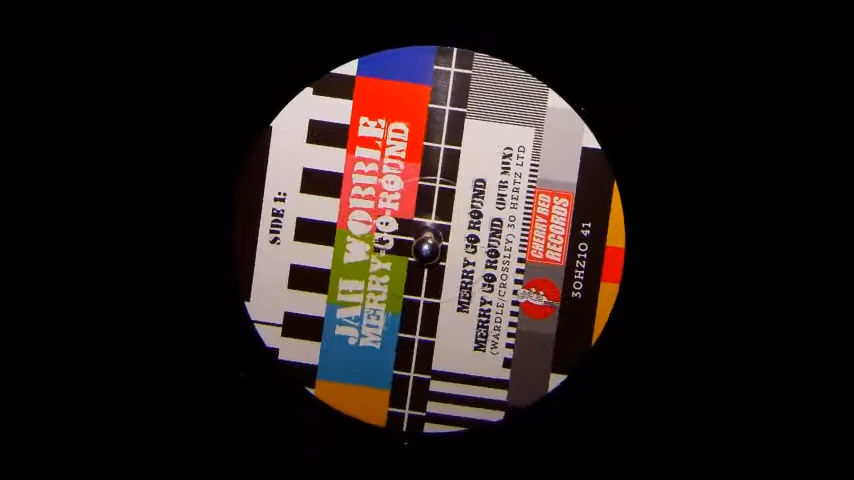 SIDE 1:
JAH WOBBLE
MERRY-GO-ROUND
MERRY GO ROUND
MERRY GO ROUND (DUB MIX)
(WARDLE/CROSSLEY) 30 HERTZ LTD
CHERRY RED
RECORDS
30HZ10 41